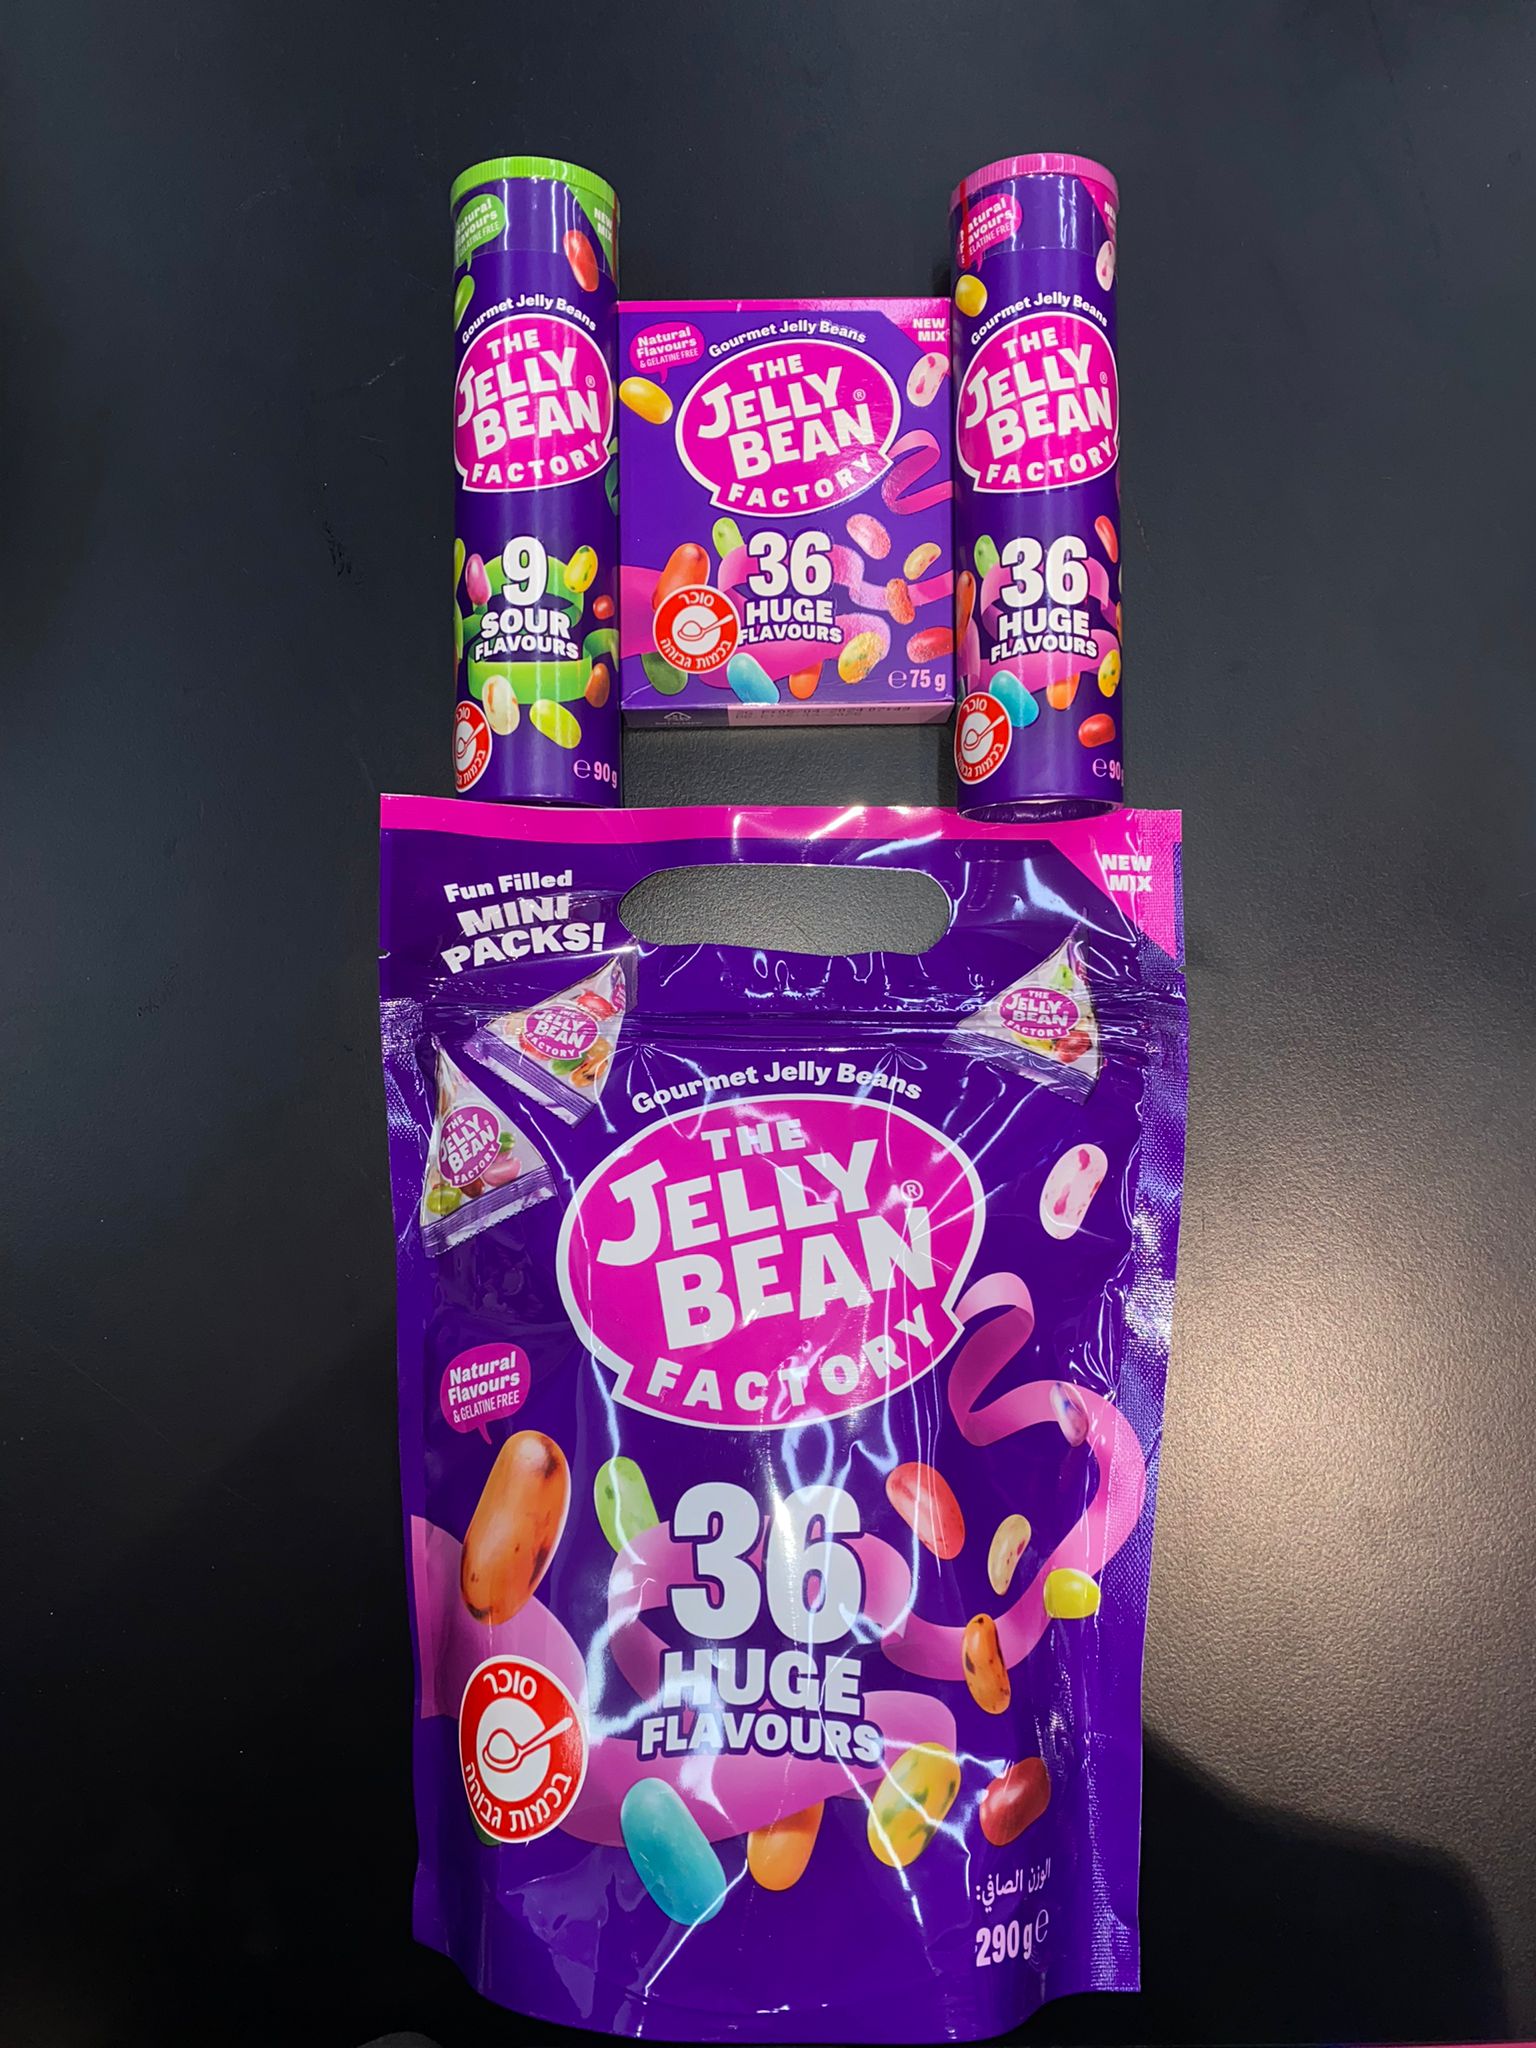 Natural
Flavours
GELATINE FREE
NEW
MIX
Gourmet Jelly Beans
THE
JELLY
BEAN®
FACTORY
9
SOUR
FLAVOURS
סוכר
בכמות גבוהה
℮90g
Natural
Flavours
& GELATINE FREE
NEW
MIX
Gourmet Jelly Beans
THE
JELLY
BEAN®
FACTORY
36
HUGE
FLAVOURS
סוכר
בכמות גבוהה
℮75g
Natural
Flavours
GELATINE FREE
Gourmet Jelly Beans
THE
JELLY
BEAN®
FACTORY
36
HUGE
FLAVOURS
סוכר
בכמות גבוהה
℮90g
Fun Filled
MINI
PACKS!
NEW
MIX
THE
JELLY
BEAN
FACTORY
THE
JELLY
BEAN
FACTORY
THE
JELLY
BEAN
FACTORY
Gourmet Jelly Beans
THE
JELLY
BEAN®
FACTORY
Natural
Flavours
& GELATINE FREE
36
HUGE
FLAVOURS
סוכר
בכמות גבוהה
الوزن الصافي:
290g℮